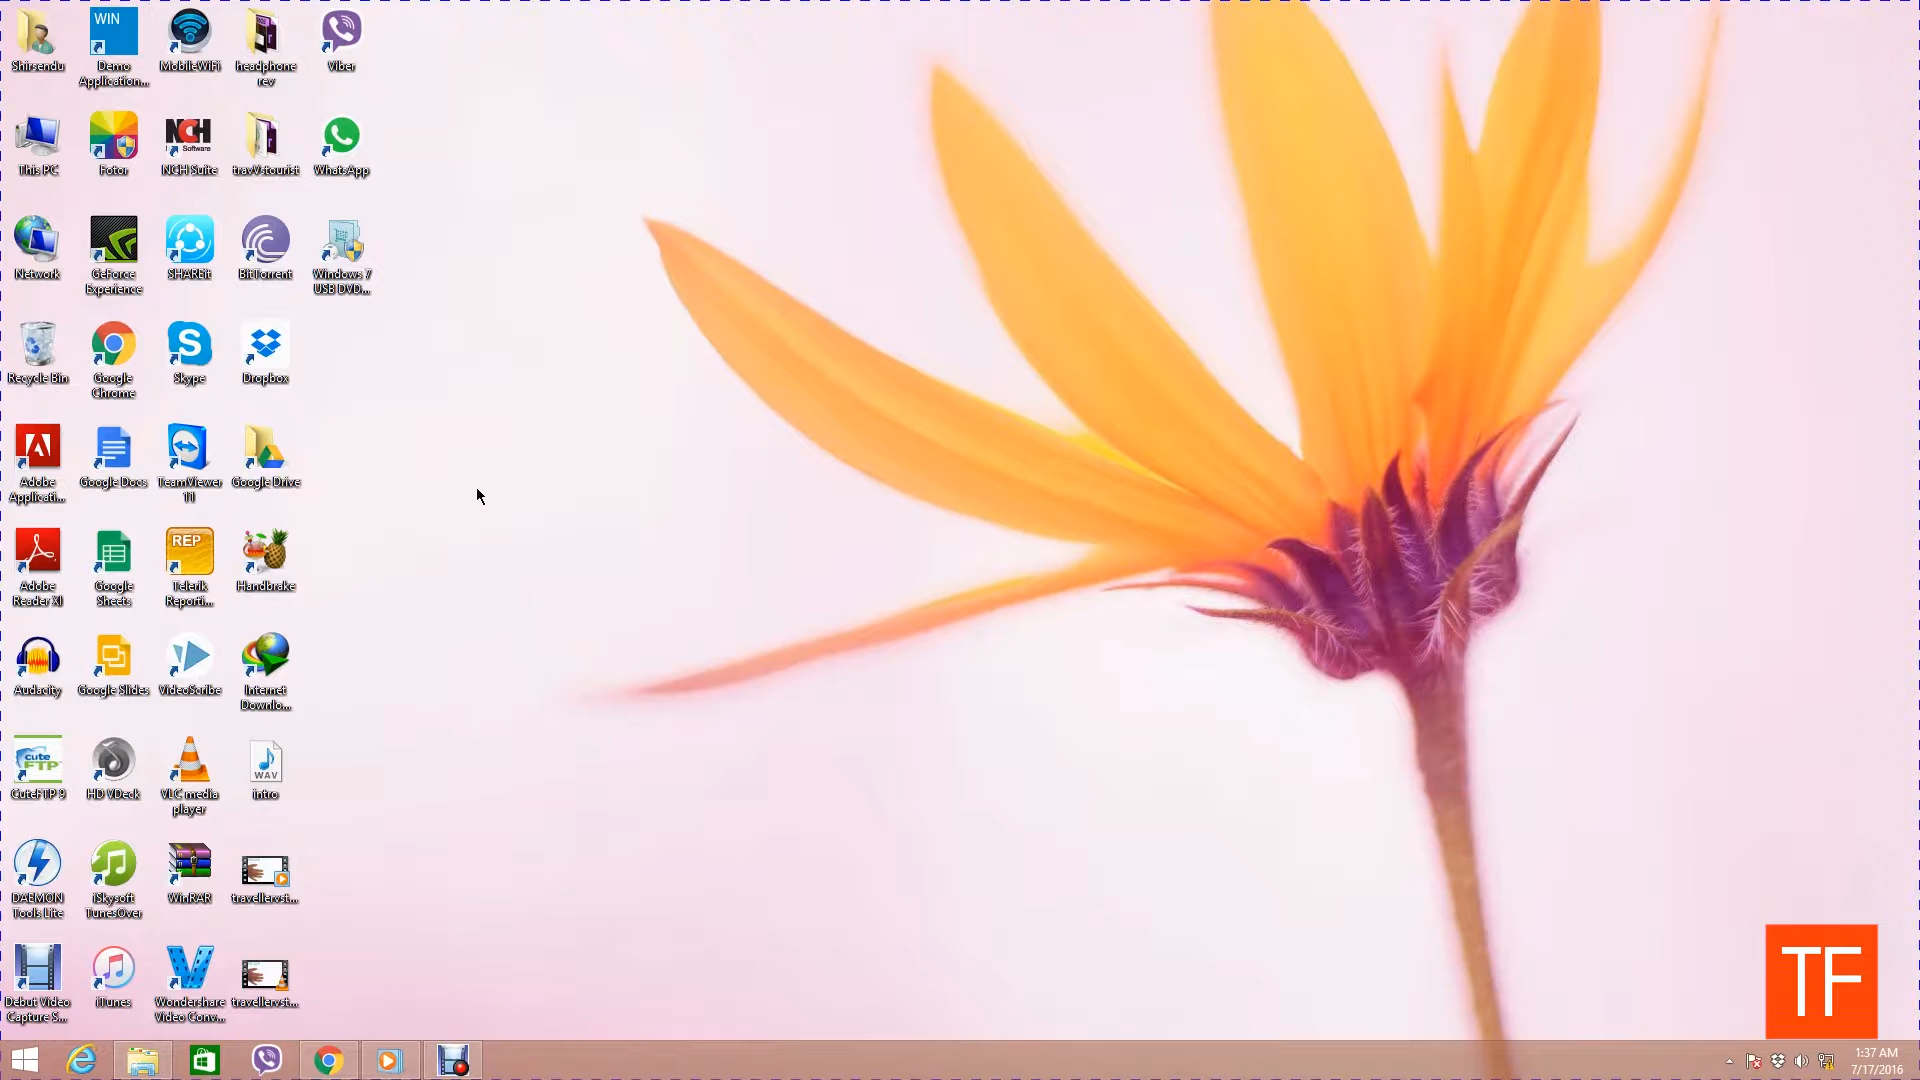 WIN
Shirsendu
Demo
Application...
MobileWiFi
headphone
rev
Viber
This PC
Fotor
NCH
Software
NCH Suite
travVstourist
WhatsApp
Network
GeForce
Experience
SHAREit
BitTorrent
Windows 7
USB DVD...
Recycle Bin
Google
Chrome
S
Skype
Dropbox
Adobe
Applicati...
Google Docs
TeamViewer
11
Google Drive
Adobe
Reader XI
Google
Sheets
REP
Telerik
Reporti...
Handbrake
Audacity
Google Slides
VideoScribe
Internet
Downlo...
cute
FTP
CuteFTP 9
HD VDeck
VLC media
player
WAV
intro
DAEMON
Tools Lite
iSkysoft
TunesOver
WinRAR
travellervst...
Debut Video
Capture S...
iTunes
Wondershare
Video Conv...
travellervst...
TF
1:37 AM
7/17/2016